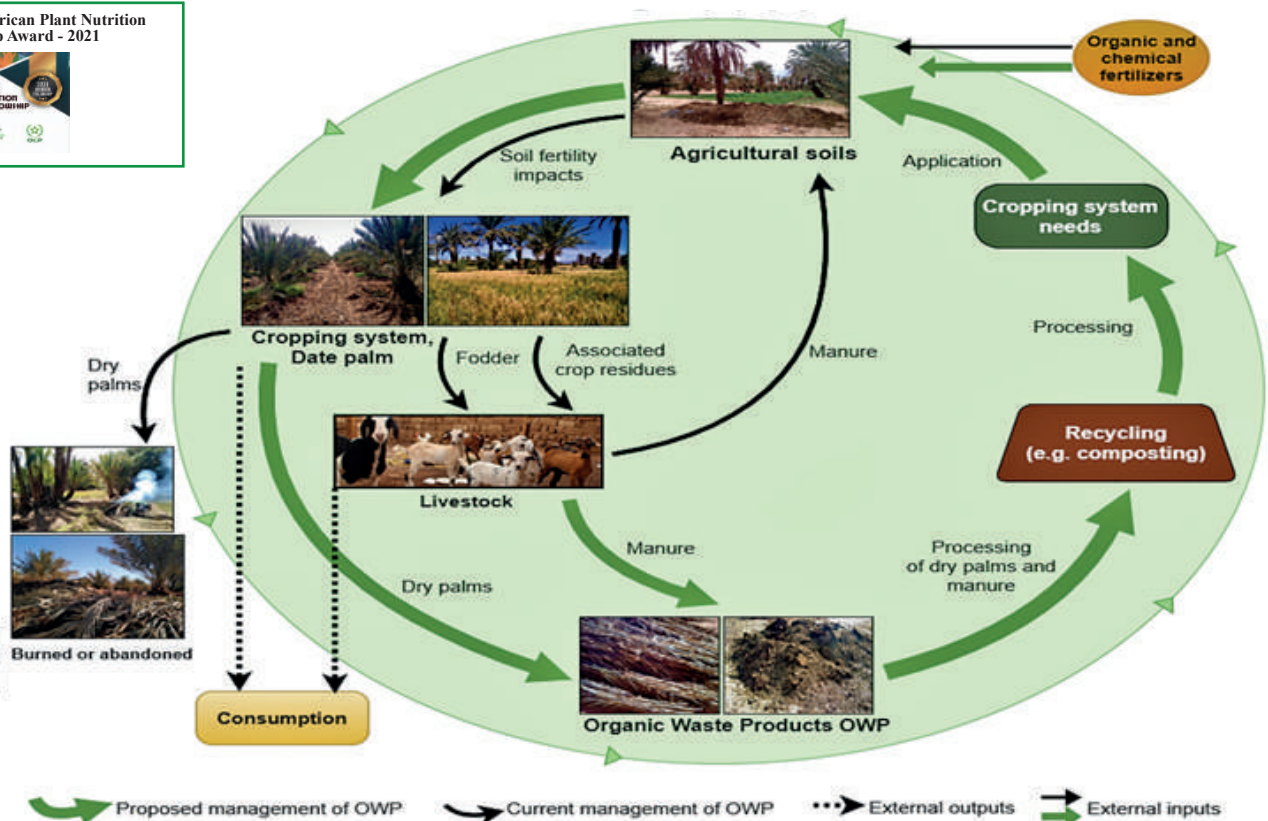 rican Plant Nutrition
Award - 2021
OCP
Organic and
chemical
fertilizers
Agricultural soils
Soil fertility
impacts
Application
Cropping system
needs
Cropping system,
Date palm
Fodder
Associated
crop residues
Manure
Processing
Dry
palms
Recycling
(e.g. composting)
Livestock
Manure
Processing
of dry palms and
manure
Dry palms
Burned or abandoned
Organic Waste Products OWP
Consumption
Proposed management of OWP
Current management of OWP
External outputs
External inputs